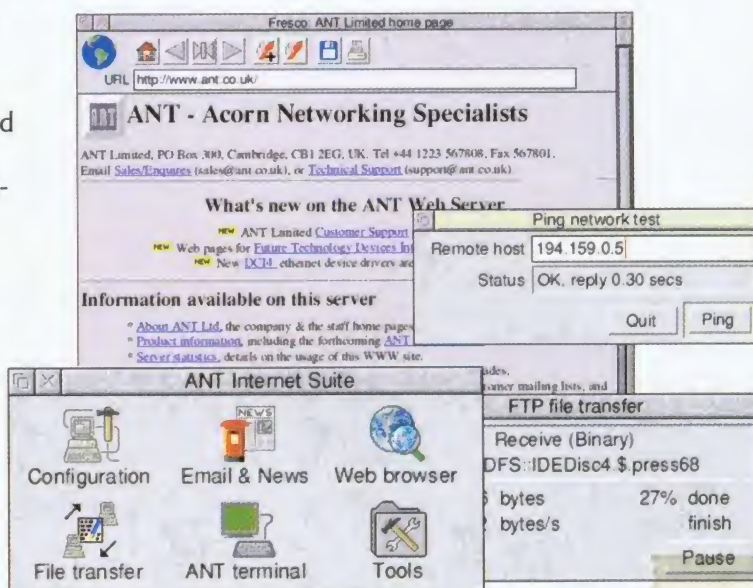 d
-
Fresco: ANT Limited home page
URL http://www.ant.co.uk/
ANT
ANT - Acorn Networking Specialists
ANT Limited, PO Box 300, Cambridge, CB1 2EG, UK. Tel +44 1223 567808, Fax 567801.
Email Sales/Enquires (sales@ant.co.uk), or Technical Support (support@ant.co.uk)
What's new on the ANT Web Server
NEW ANT Limited Customer Support
NEW Web pages for Future Technology Devices Int
NEW New DCI4 ethernet device drivers are
Information available on this server
* About ANT Ltd, the company & the staff home pages
* Product information, including the forthcoming ANT
* Server statistics, details on the usage of this WWW site.
omer mailing lists, and
Ping network test
Remote host 194.159.0.5
Status OK, reply 0.30 secs
Quit Ping
ANT Internet Suite
NEWS
Configuration Email & News Web browser
File transfer ANT terminal Tools
FTP file transfer
Receive (Binary)
DFS::IDEDisc4.$.press68
bytes 27% done
bytes/s finish
Pause